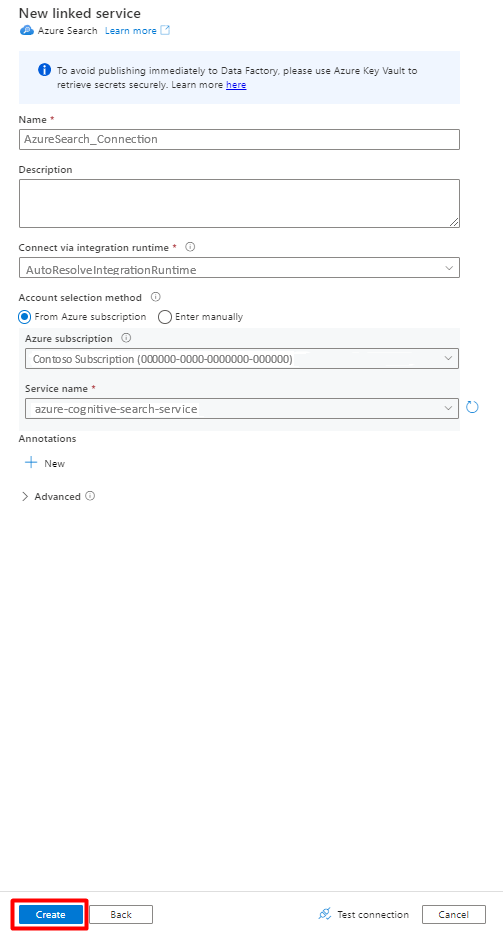 New linked service
Azure Search Learn more
To avoid publishing immediately to Data Factory, please use Azure Key Vault to
retrieve secrets securely. Learn more here
Name *
AzureSearch_Connection
Description
Connect via integration runtime *
AutoResolveIntegrationRuntime
Account selection method
From Azure subscription Enter manually
Azure subscription
Contoso Subscription (000000-0000-0000000-000000)
Service name *
azure-cognitive-search-service
Annotations
New
Advanced
Create Back Test connection Cancel